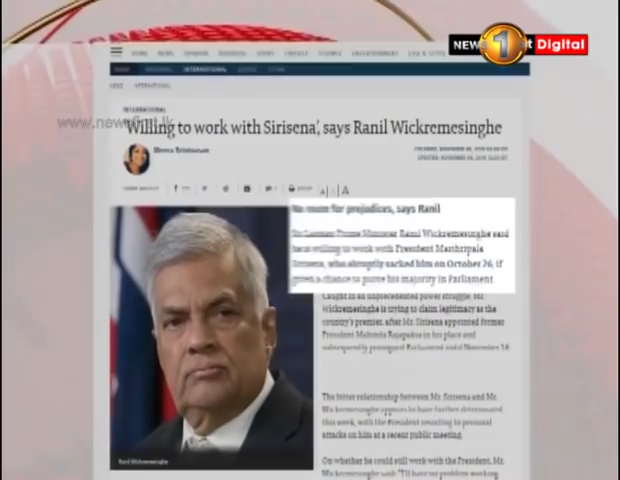 NEWS 1st Digital
INTERNATIONAL
INTERNATIONAL
www.newsfirst.lk
'Willing to work with Sirisena', says Ranil Wickremesinghe
No room for prejudices, says Ranil
Sri Lankan Prime Minister Ranil Wickremesinghe said
he is willing to work with President Maithripala
Sirisena, who abruptly sacked him on October 26, if
given a chance to prove his majority in Parliament
Caught in an unprecedented power struggle, Mr.
Wickremesinghe is trying to claim legitimacy as the
country's premier, after Mr. Sirisena appointed former
President Mahinda Rajapaksa in his place and
subsequently prorogued Parliament until November
The bitter relationship between Mr. Sirisena and Mr.
Wickremesinghe appears to have further deteriorated
this week, with the President resorting to personal
attacks on him at a recent public meeting.
On whether he could still work with the President, Mr.
Wickremesinghe said: "I'll have no problem working
Ranil Wickremesinghe